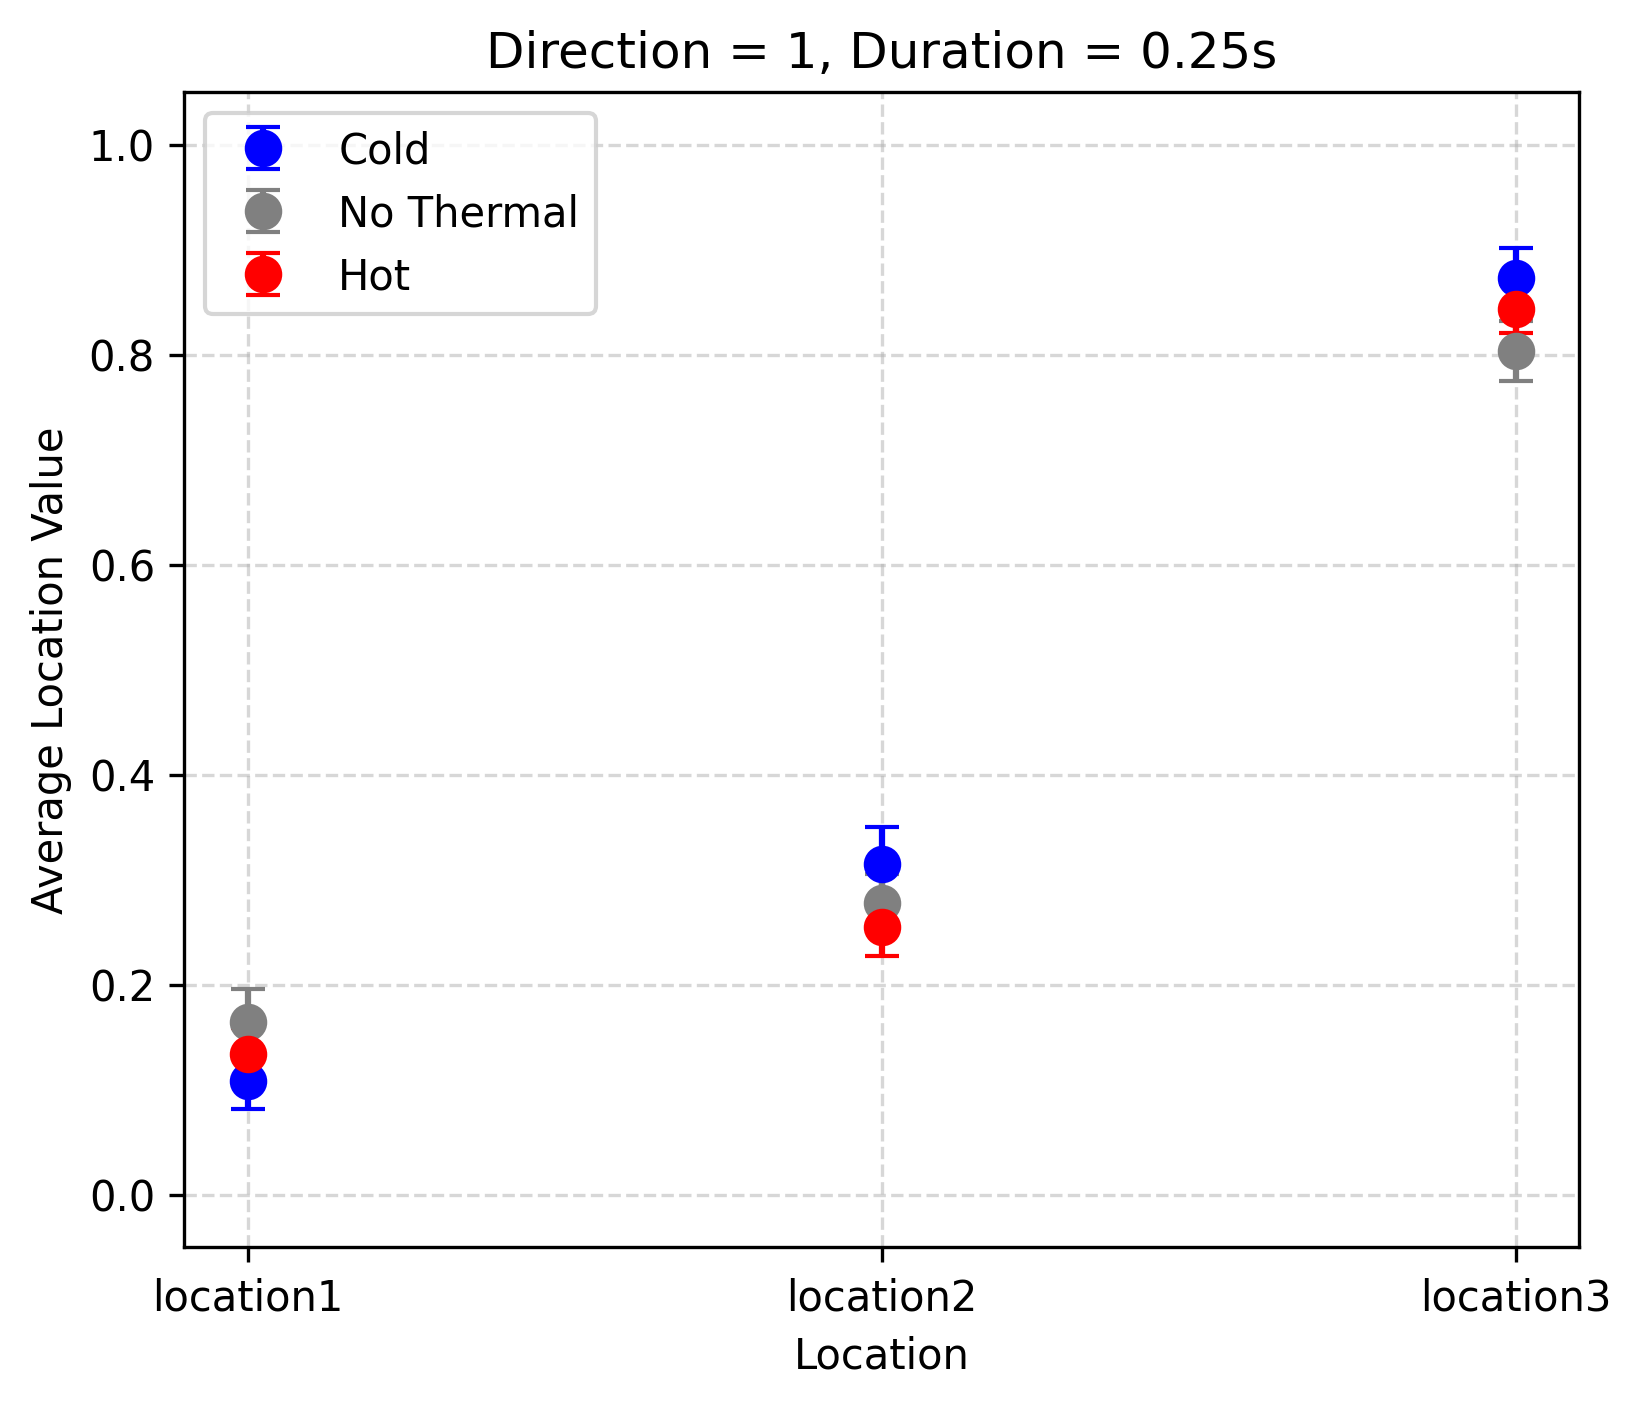 Direction = 1, Duration = 0.25s
Cold
No Thermal
Hot
1.0
0.8
0.6
0.4
0.2
0.0
Average Location Value
location1
location2
location3
Location